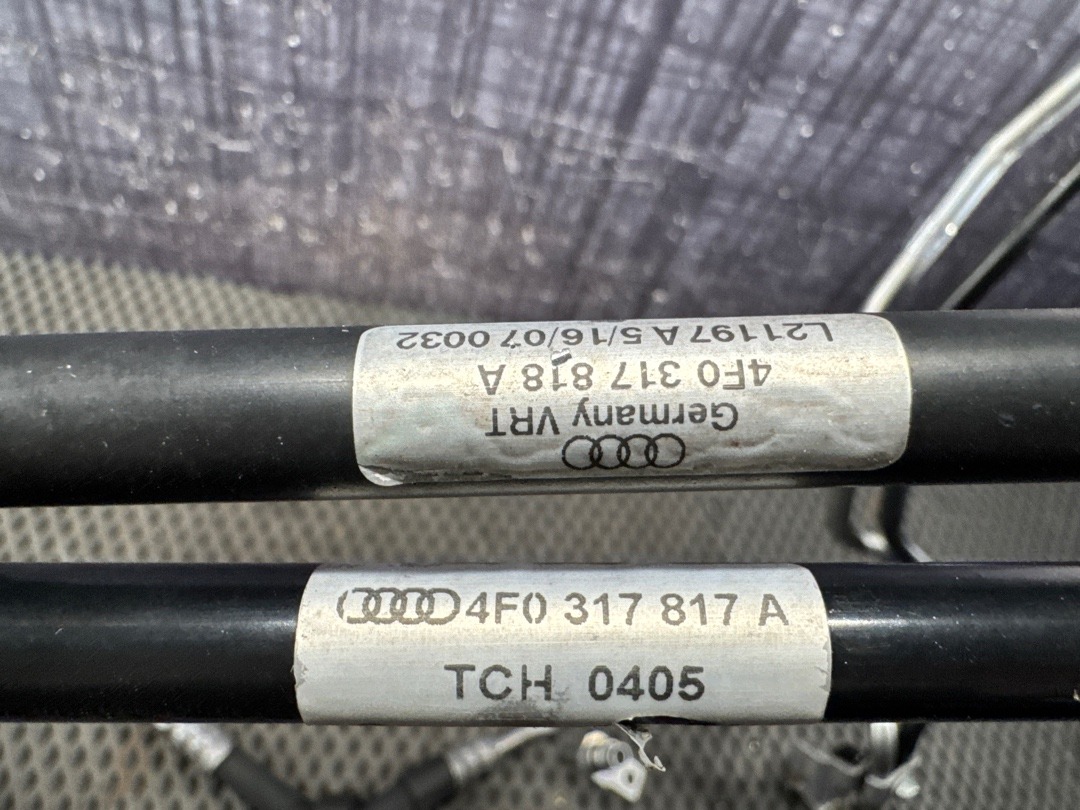 Germany VRT
4F0 317 818 A
L21197 A 5/16/07 0032
4F0 317 817 A
TCH 0405